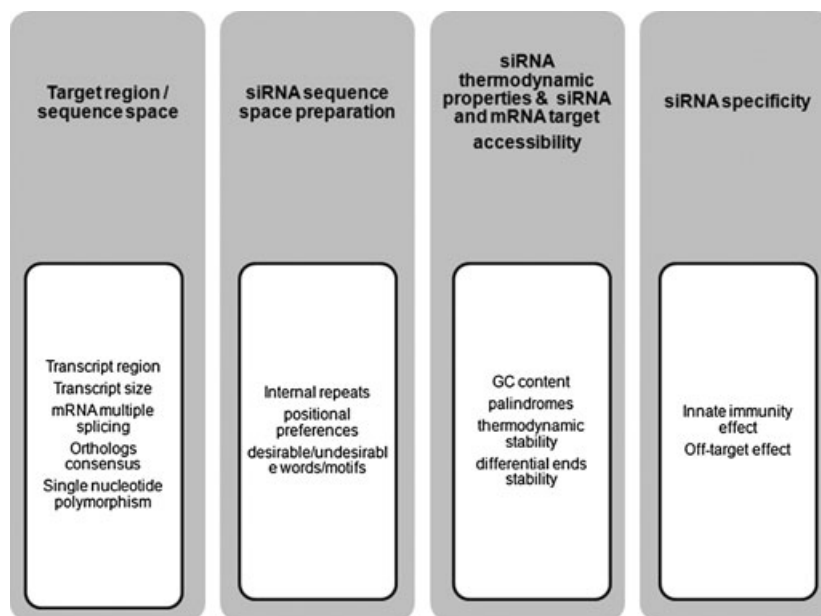 Target region /
sequence space
Transcript region
Transcript size
mRNA multiple
splicing
Orthologs
consensus
Single nucleotide
polymorphism
siRNA sequence
space preparation
Internal repeats
positional
preferences
desirable/undesirabl
e words/motifs
siRNA
thermodynamic
properties & siRNA
and mRNA target
accessibility
GC content
palindromes
thermodynamic
stability
differential ends
stability
siRNA specificity
Innate immunity
effect
Off-target effect